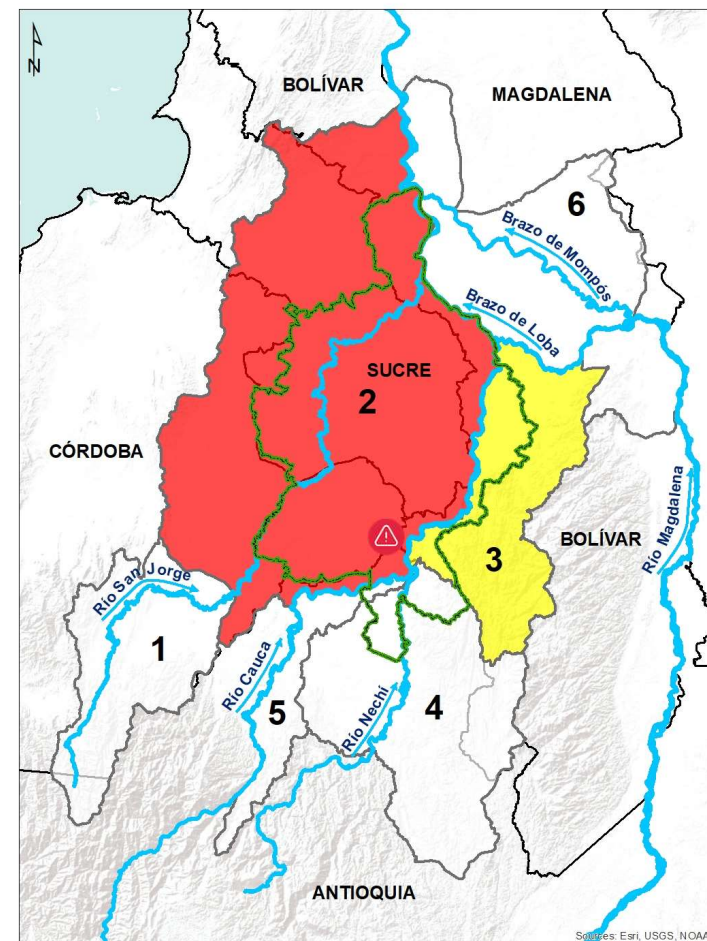 N
BOLÍVAR
MAGDALENA
6
Brazo de Mompós
Brazo de Loba
SUCRE
2
CÓRDOBA
BOLÍVAR
Río Magdalena
3
Río San Jorge
1
Río Cauca
5
Río Nechí
4
ANTIOQUIA
Sources: Esri, USGS, NOAA